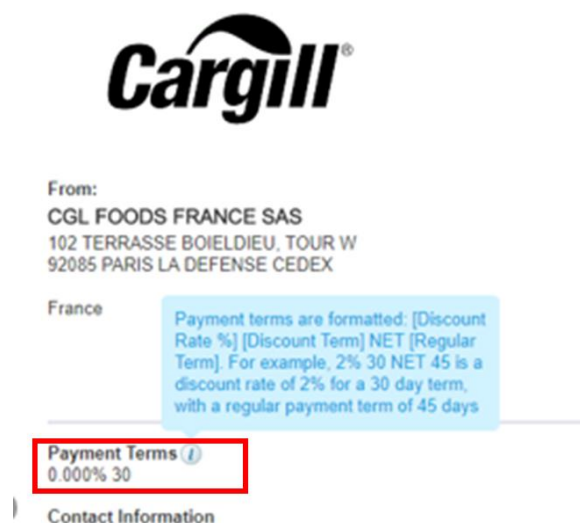 Cargill®
From:
CGL FOODS FRANCE SAS
102 TERRASSE BOIELDIEU, TOUR W
92085 PARIS LA DEFENSE CEDEX
France
Payment terms are formatted: [Discount
Rate %] [Discount Term] NET [Regular
Term]. For example, 2% 30 NET 45 is a
discount rate of 2% for a 30 day term,
with a regular payment term of 45 days
Payment Terms i
0.000% 30
Contact Information